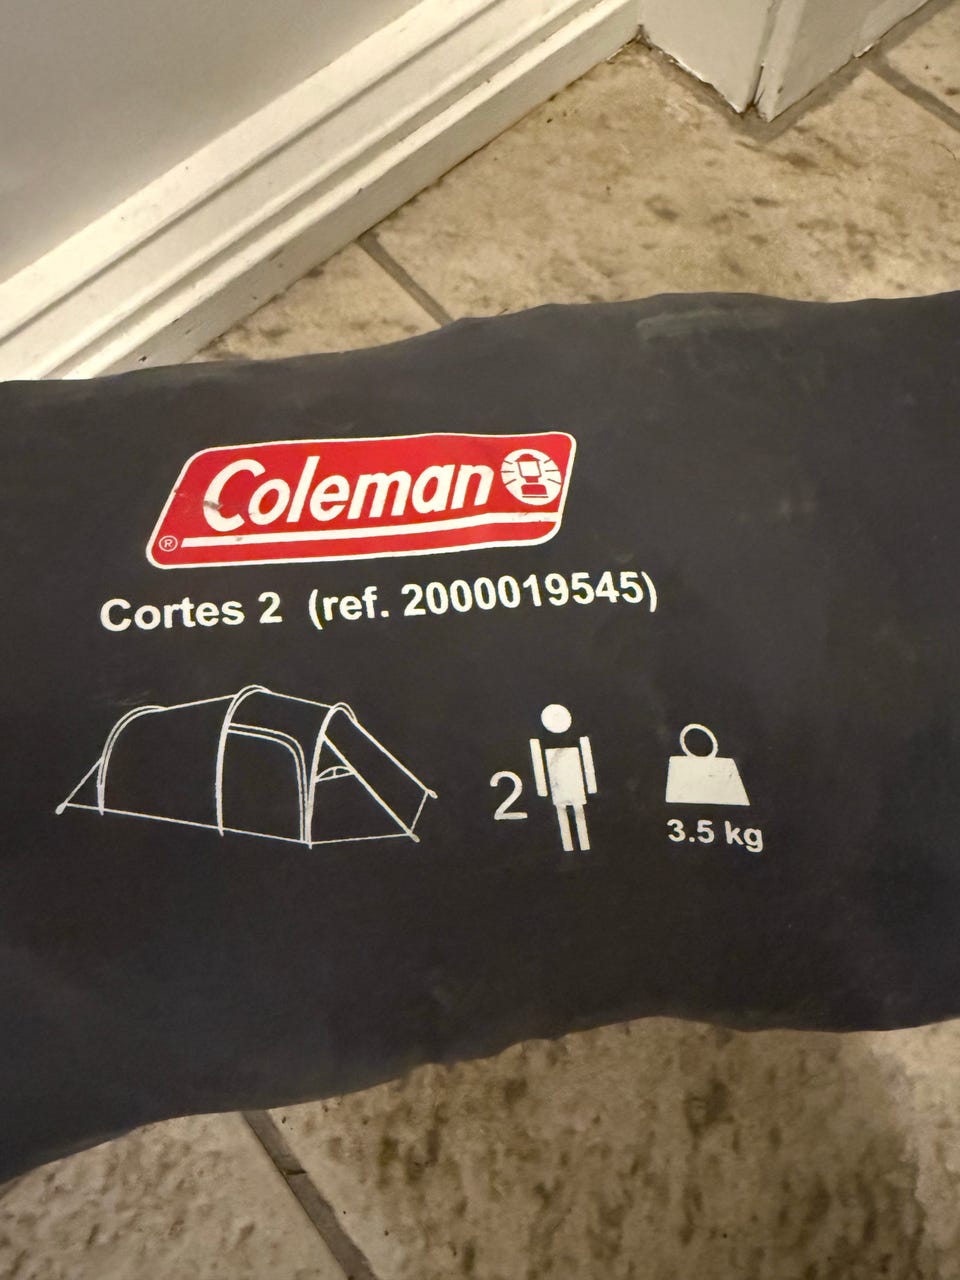 Coleman
®
Cortes 2 (ref. 2000019545)
2
3.5 kg